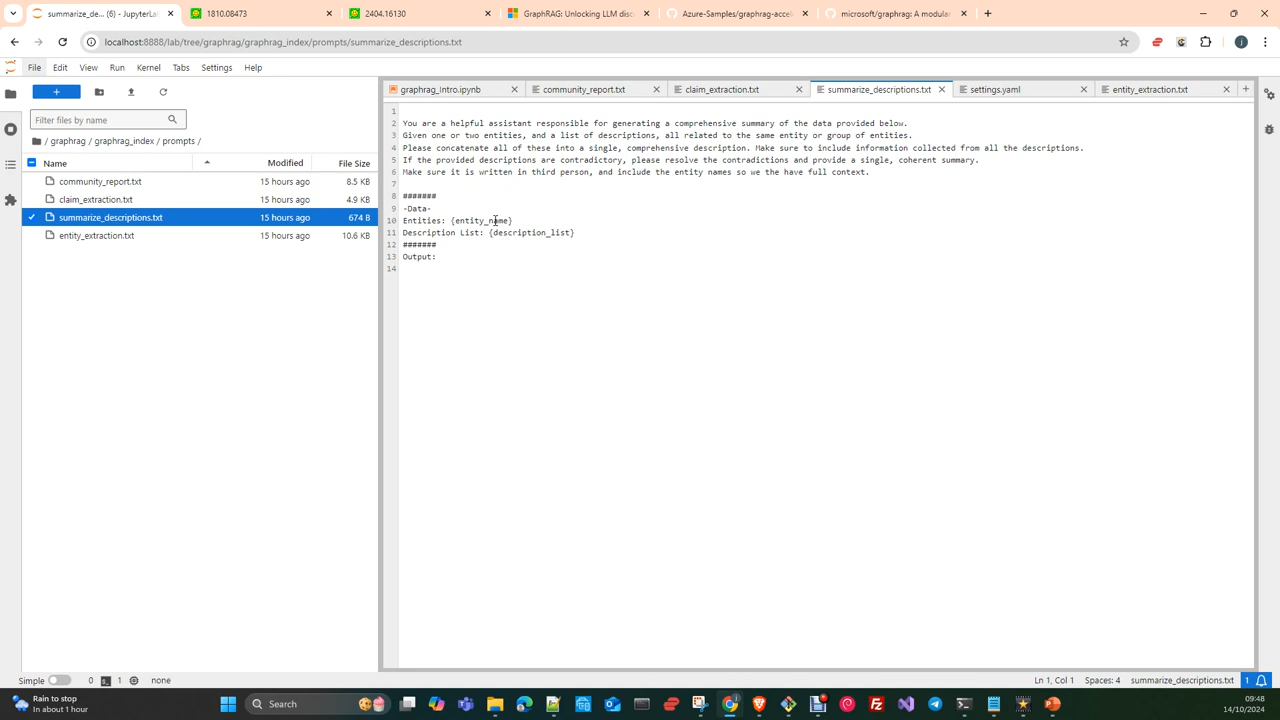 summarize_de... (6) - JupyterLab
1810.08473
2404.16130
GraphRAG: Unlocking LLM disc
Azure-Samples/graphrag-accele
microsoft/graphrag: A modular
localhost:8888/lab/tree/graphrag/graphrag_index/prompts/summarize_descriptions.txt
File Edit View Run Kernel Tabs Settings Help
Filter files by name
/ graphrag / graphrag_index / prompts /
Name Modified File Size
community_report.txt 15 hours ago 8.5 KB
claim_extraction.txt 15 hours ago 4.9 KB
summarize_descriptions.txt 15 hours ago 674 B
entity_extraction.txt 15 hours ago 10.6 KB
graphrag_Intro.ipynb community_report.txt claim_extraction.txt summarize_descriptions.txt settings.yaml entity_extraction.txt
1
2 You are a helpful assistant responsible for generating a comprehensive summary of the data provided below.
3 Given one or two entities, and a list of descriptions, all related to the same entity or group of entities.
4 Please concatenate all of these into a single, comprehensive description. Make sure to include information collected from all the descriptions.
5 If the provided descriptions are contradictory, please resolve the contradictions and provide a single, coherent summary.
6 Make sure it is written in third person, and include the entity names so we the have full context.
7
8 #######
9 -Data-
10 Entities: {entity_name}
11 Description List: {description_list}
12 #######
13 Output:
14
Simple 0 1 none Ln 1, Col 1 Spaces: 4 summarize_descriptions.txt 1
Rain to stop
In about 1 hour
Search
09:48
14/10/2024